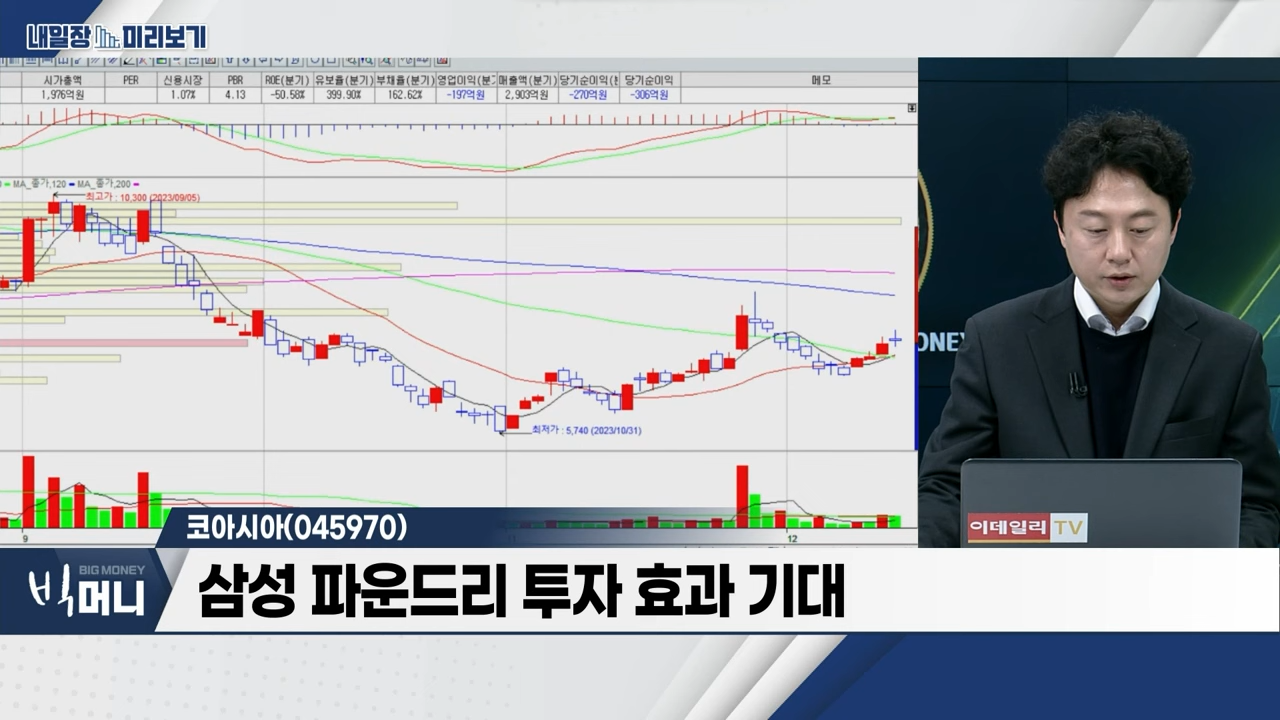 내일장 미리보기
시가총액 PER 신용시장 PBR ROE(분기) 유보율(분기) 부채율(분기) 영업이익(분기 매출액(분기) 당기순이익(분 당기순이익 메모
1,976억원 1.07% 4.13 -50.58% 399.90% 162.62% -197억원 2,903억원 -270억원 -306억원
MA_종가,120 MA_종가,200
최고가 : 10,300 (2023/09/05)
최저가 : 5,740 (2023/10/31)
ONEY
9 12
이데일리 TV
코아시아(045970)
BIG MONEY
빅머니
삼성 파운드리 투자 효과 기대